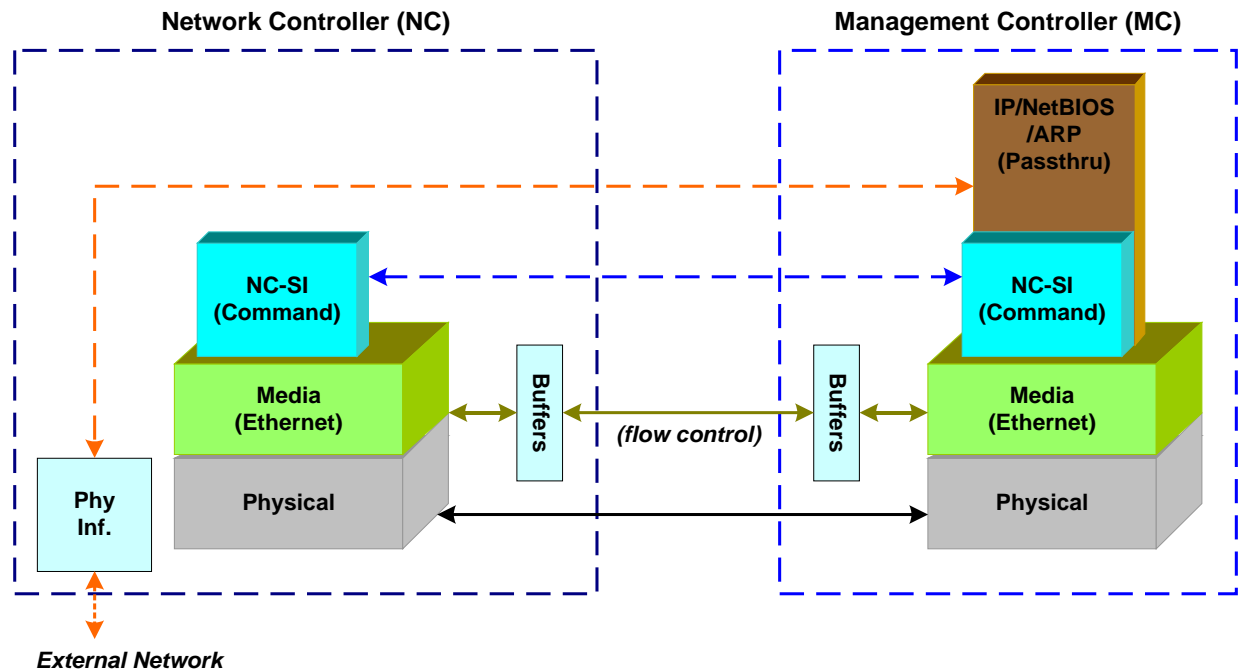 Network Controller (NC)
Management Controller (MC)
IP/NetBIOS
/ARP
(Passthru)
NC-SI
(Command)
NC-SI
(Command)
Media
(Ethernet)
Buffers
(flow control)
Buffers
Media
(Ethernet)
Phy
Inf.
Physical
Physical
External Network